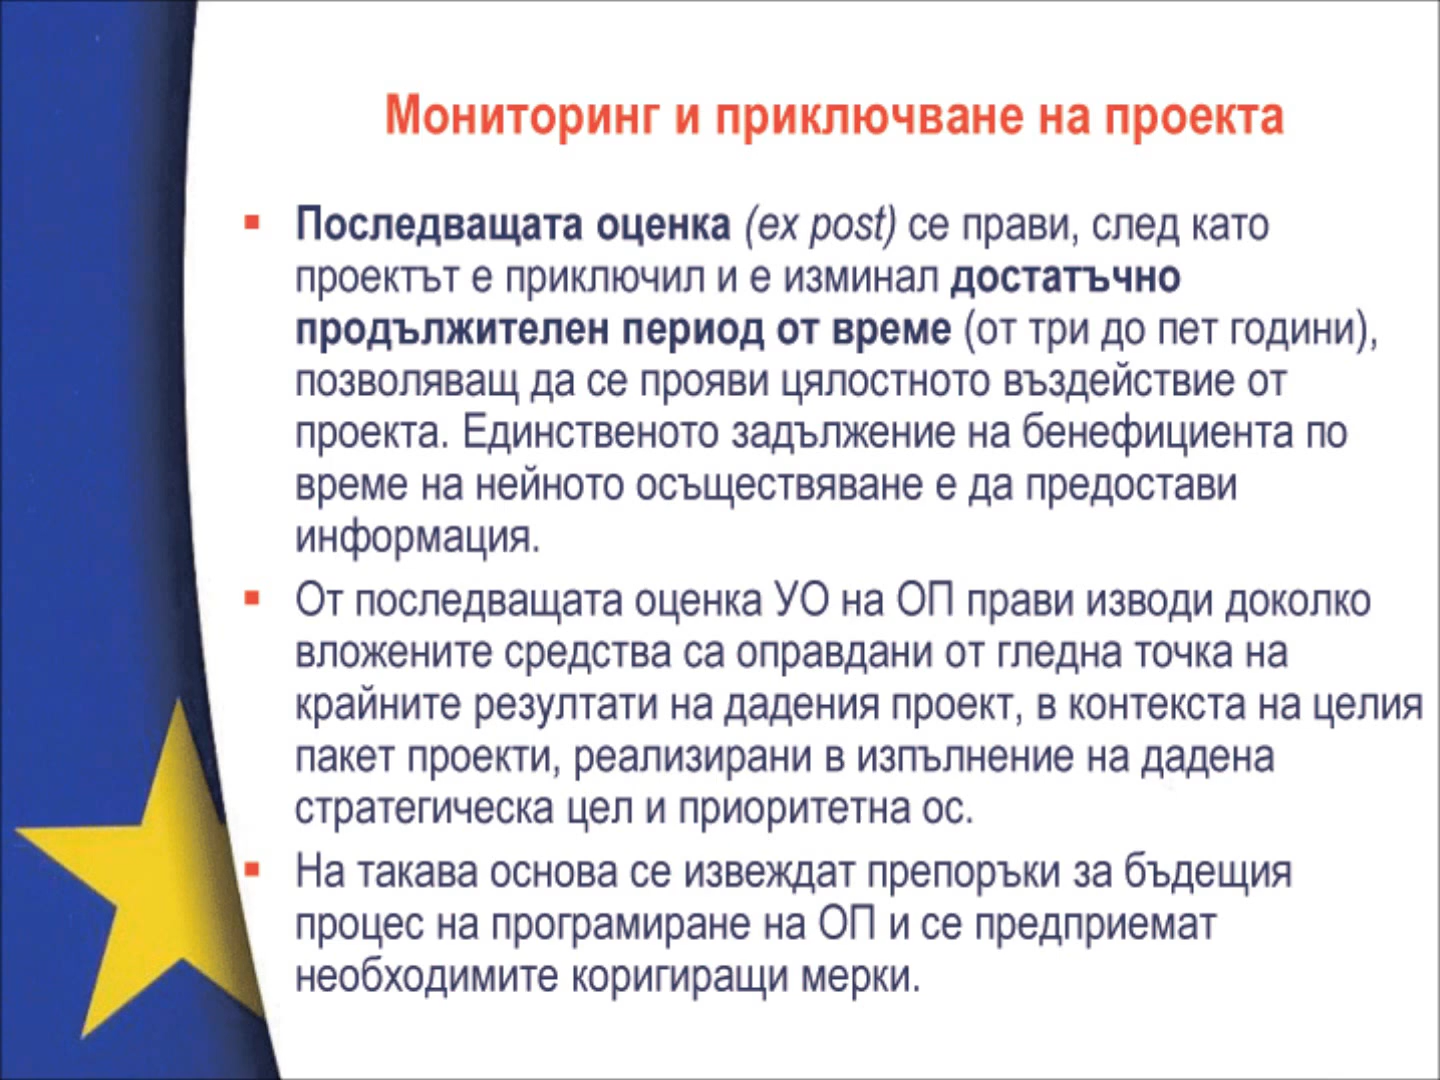 Мониторинг и приключване на проекта
Последващата оценка (ex post) се прави, след като
проектът е приключил и е изминал достатъчно
продължителен период от време (от три до пет години),
позволяващ да се прояви цялостното въздействие от
проекта. Единственото задължение на бенефициента по
време на нейното осъществяване е да предостави
информация.
От последващата оценка УО на ОП прави изводи доколко
вложените средства са оправдани от гледна точка на
крайните резултати на дадения проект, в контекста на целия
пакет проекти, реализирани в изпълнение на дадена
стратегическа цел и приоритетна ос.
На такава основа се извеждат препоръки за бъдещия
процес на програмиране на ОП и се предприемат
необходимите коригиращи мерки.